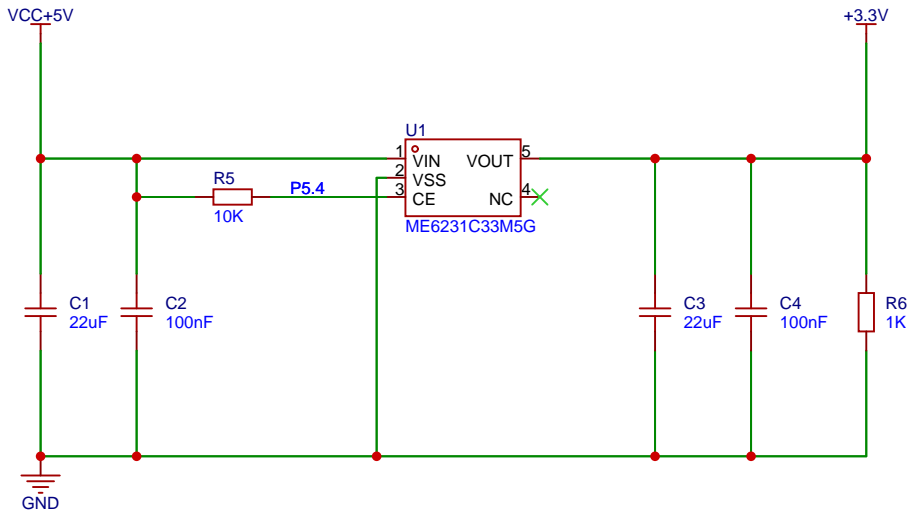 VCC+5V
+3.3V
U1
1
VIN
VOUT
5
2
VSS
3
CE
NC
4
ME6231C33M5G
R5
10K
P5.4
C1
22uF
C2
100nF
C3
22uF
C4
100nF
R6
1K
GND